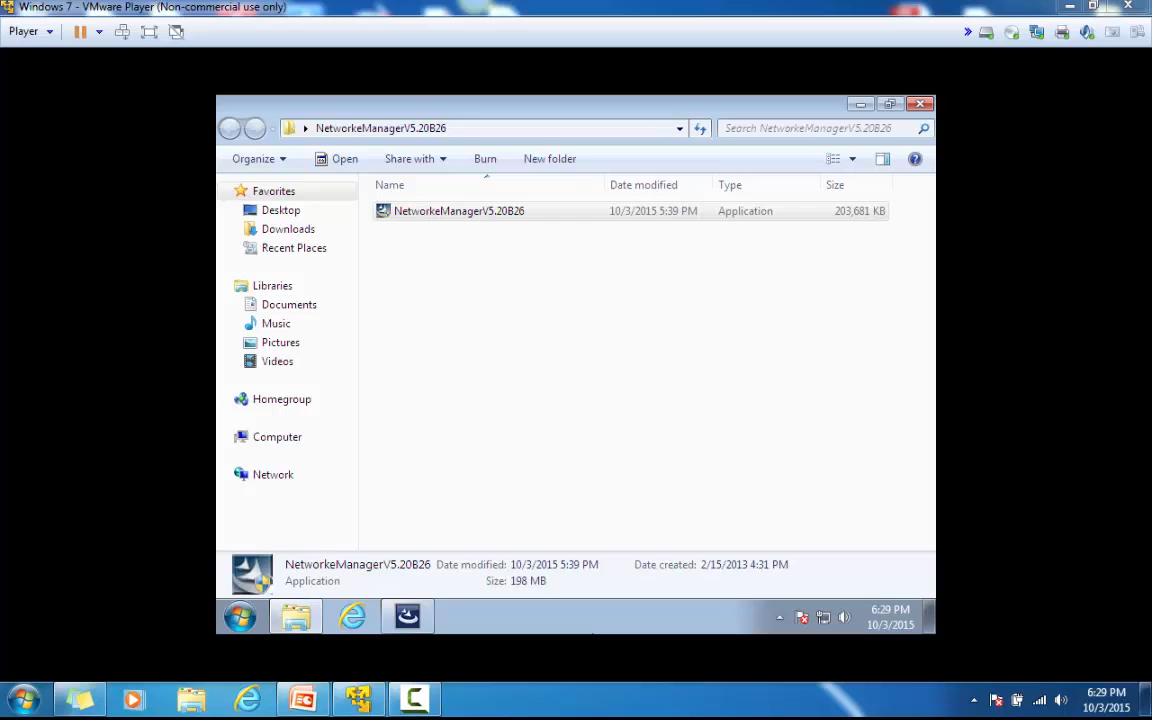 Windows 7 - VMware Player (Non-commercial use only)
Player
NetworkeManagerV5.20B26
Search NetworkeManagerV5.20B26
Organize Open Share with Burn New folder
Name Date modified Type Size
Favorites
NetworkeManagerV5.20B26 10/3/2015 5:39 PM Application 203,681 KB
Desktop
Downloads
Recent Places
Libraries
Documents
Music
Pictures
Videos
Homegroup
Computer
Network
NetworkeManagerV5.20B26 Date modified: 10/3/2015 5:39 PM Date created: 2/15/2013 4:31 PM
Application Size: 198 MB
6:29 PM
10/3/2015
6:29 PM
10/3/2015